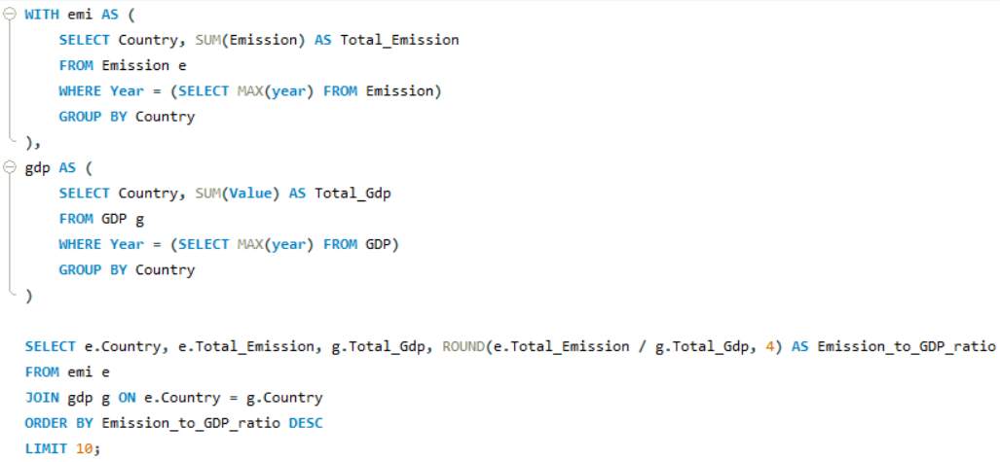 WITH emi AS (
SELECT Country, SUM(Emission) AS Total_Emission
FROM Emission e
WHERE Year = (SELECT MAX(year) FROM Emission)
GROUP BY Country
),
gdp AS (
SELECT Country, SUM(Value) AS Total_Gdp
FROM GDP g
WHERE Year = (SELECT MAX(year) FROM GDP)
GROUP BY Country
)
SELECT e.Country, e.Total_Emission, g.Total_Gdp, ROUND(e.Total_Emission / g.Total_Gdp, 4) AS Emission_to_GDP_ratio
FROM emi e
JOIN gdp g ON e.Country = g.Country
ORDER BY Emission_to_GDP_ratio DESC
LIMIT 10;